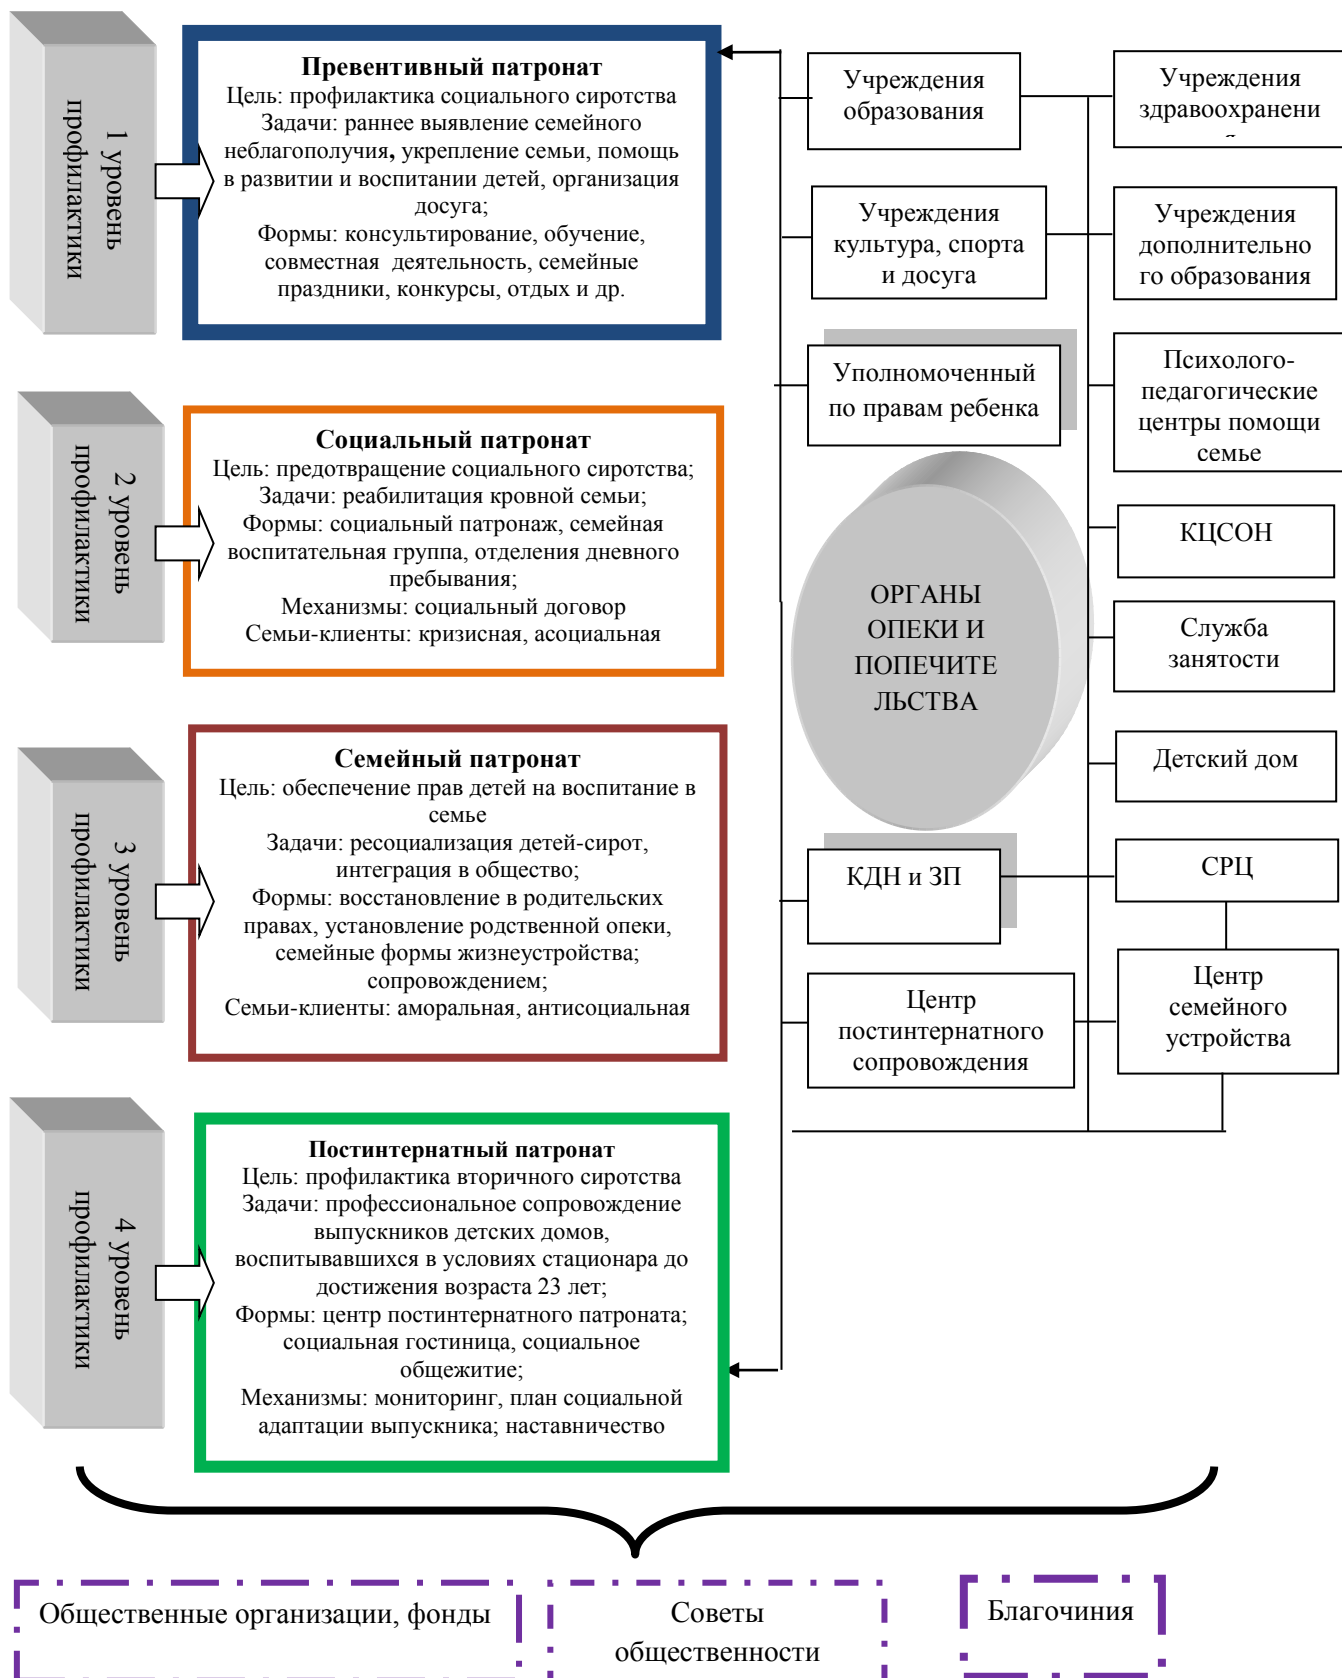 1 уровень
профилактики
Превентивный патронат
Цель: профилактика социального сиротства
Задачи: раннее выявление семейного
неблагополучия, укрепление семьи, помощь
в развитии и воспитании детей, организация
досуга;
Формы: консультирование, обучение,
совместная деятельность, семейные
праздники, конкурсы, отдых и др.
2 уровень
профилактики
Социальный патронат
Цель: предотвращение социального сиротства;
Задачи: реабилитация кровной семьи;
Формы: социальный патронаж, семейная
воспитательная группа, отделения дневного
пребывания;
Механизмы: социальный договор
Семьи-клиенты: кризисная, асоциальная
3 уровень
профилактики
Семейный патронат
Цель: обеспечение прав детей на воспитание в
семье
Задачи: ресоциализация детей-сирот,
интеграция в общество;
Формы: восстановление в родительских
правах, установление родственной опеки,
семейные формы жизнеустройства;
сопровождением;
Семьи-клиенты: аморальная, антисоциальная
4 уровень
профилактики
Постинтернатный патронат
Цель: профилактика вторичного сиротства
Задачи: профессиональное сопровождение
выпускников детских домов,
воспитывавшихся в условиях стационара до
достижения возраста 23 лет;
Формы: центр постинтернатного патроната;
социальная гостиница, социальное
общежитие;
Механизмы: мониторинг, план социальной
адаптации выпускника; наставничество
Учреждения
образования
Учреждения
здравоохранени
Учреждения
культура, спорта
и досуга
Учреждения
дополнительно
го образования
Уполномоченный
по правам ребенка
Психолого-
педагогические
центры помощи
семье
ОРГАНЫ
ОПЕКИ И
ПОПЕЧИТЕ
ЛЬСТВА
КЦСОН
Служба
занятости
Детский дом
КДН и ЗП
СРЦ
Центр
постинтернатного
сопровождения
Центр
семейного
устройства
Общественные организации, фонды
Советы
общественности
Благочиния